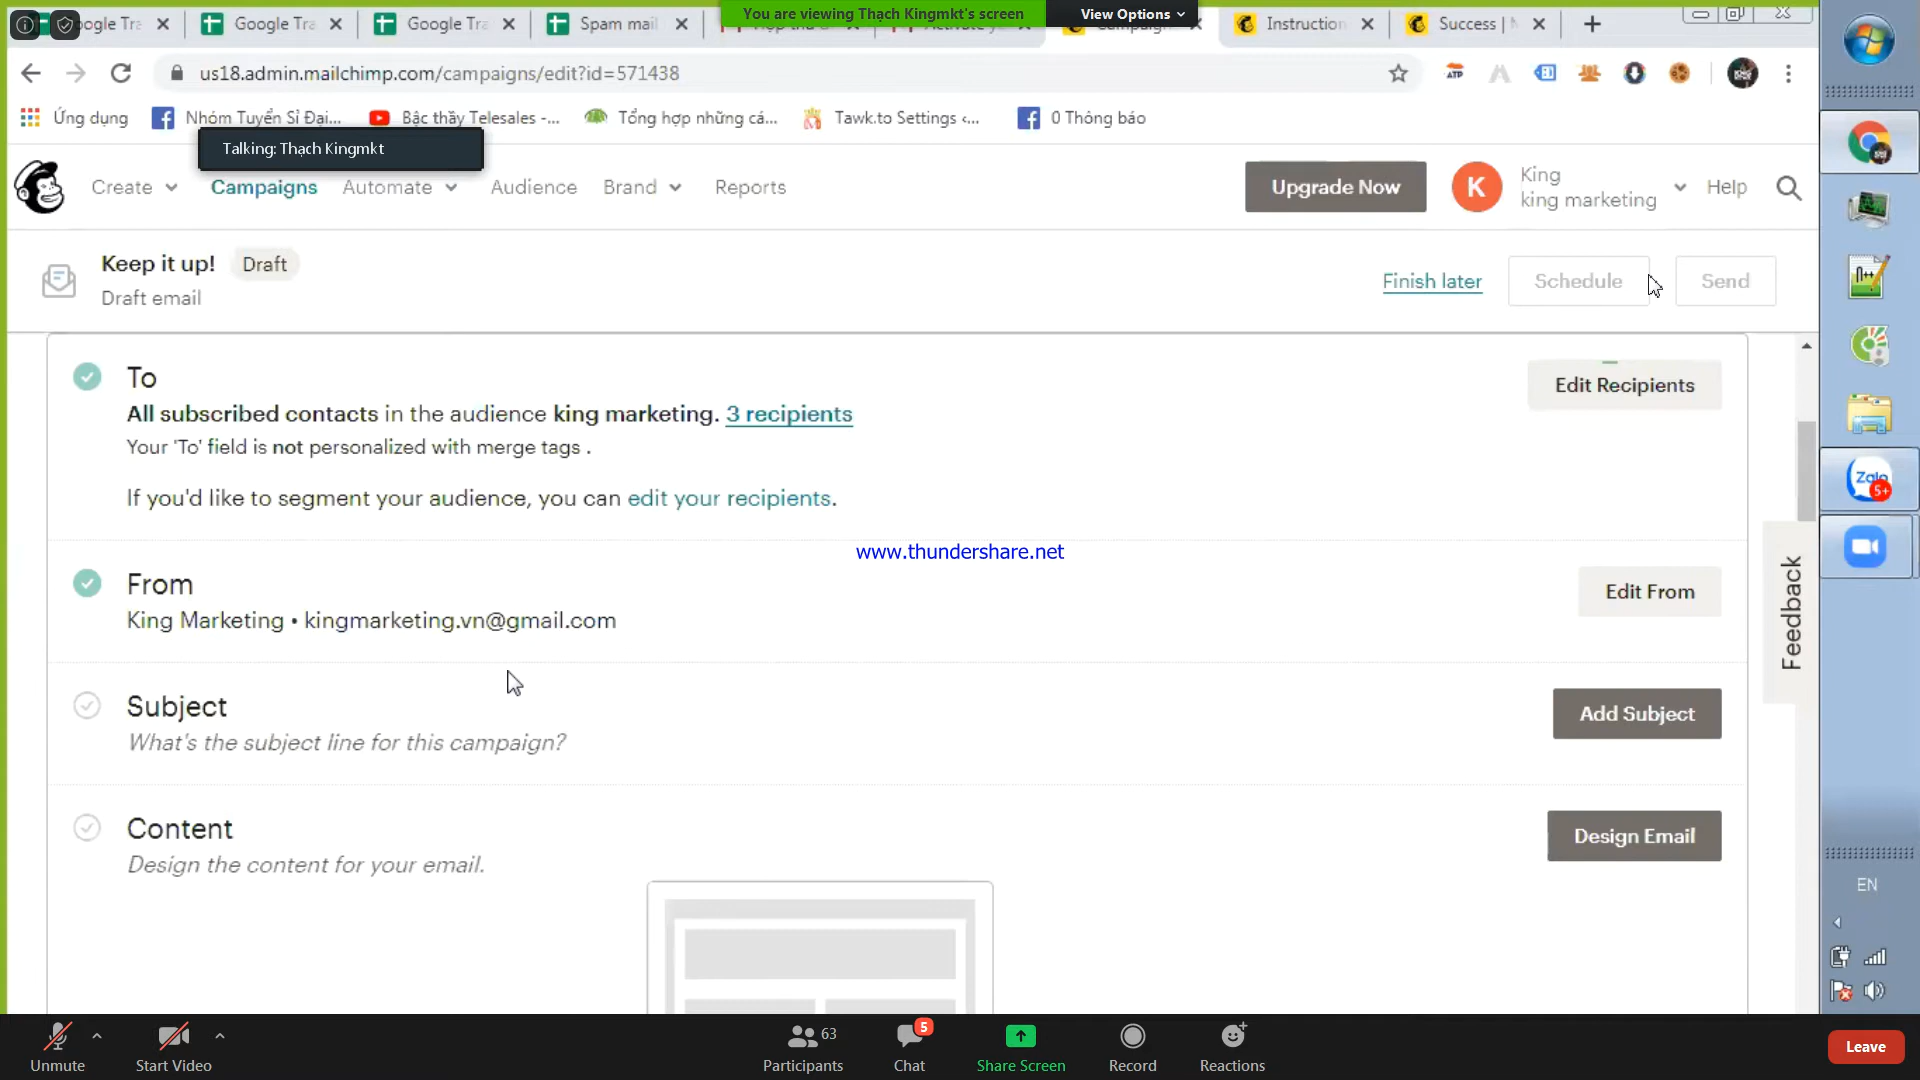 You are viewing Thạch Kingmkt's screen
View Options
Google Tra
Google Tra
Spam mail
Instruction
Success |
us18.admin.mailchimp.com/campaigns/edit?id=571438
ATP
Ứng dụng
Nhóm Tuyển Sỉ Đại...
Bậc thầy Telesales -...
Tổng hợp những cá...
Tawk.to Settings <...
0 Thông báo
Talking: Thạch Kingmkt
Create
Campaigns
Automate
Audience
Brand
Reports
Upgrade Now
K
King
king marketing
Help
Keep it up!
Draft
Draft email
Finish later
Schedule
Send
To
All subscribed contacts in the audience king marketing. 3 recipients
Your 'To' field is not personalized with merge tags .
If you'd like to segment your audience, you can edit your recipients.
Edit Recipients
www.thundershare.net
From
King Marketing • kingmarketing.vn@gmail.com
Edit From
Feedback
Subject
What's the subject line for this campaign?
Add Subject
Content
Design the content for your email.
Design Email
Zalo
5+
EN
Unmute
Start Video
63
Participants
5
Chat
Share Screen
Record
Reactions
Leave